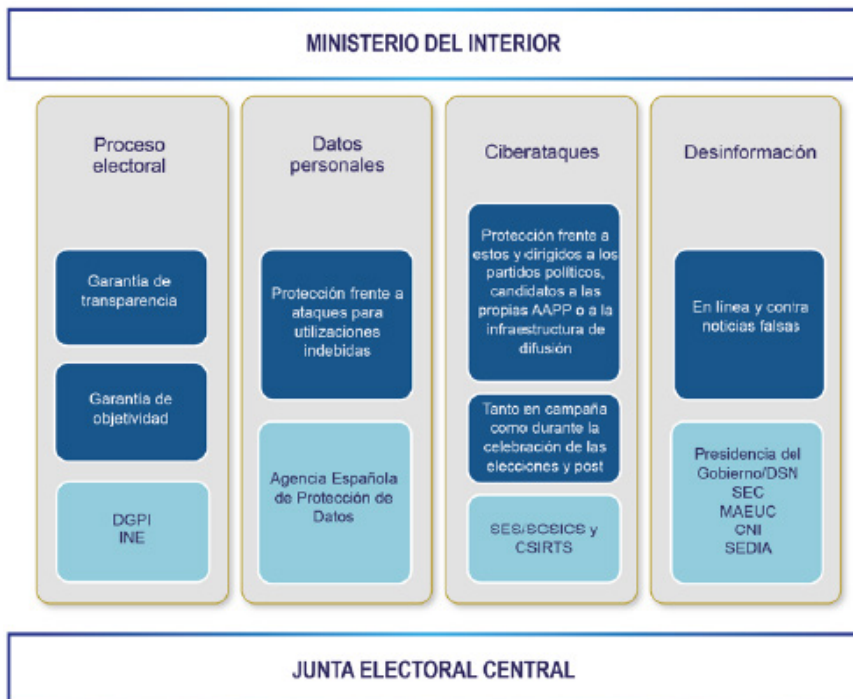 MINISTERIO DEL INTERIOR
Proceso
electoral
Garantía de
transparencia
Garantía de
objetividad
DGPI
INE
Datos
personales
Protección frente a
ataques para
utilizaciones
indebidas
Agencia Española
de Protección de
Datos
Ciberataques
Protección frente a
estos y dirigidos a los
partidos políticos,
candidatos a las
propias AAPP o a la
infraestructura de
difusión
Tanto en campaña
como durante la
celebración de las
elecciones y post
y
CSIRTS
Desinformación
En línea y contra
noticias falsas
Presidencia del
Gobierno/DSN
SEC
MAEUC
CNI
SEDIA
JUNTA ELECTORAL CENTRAL